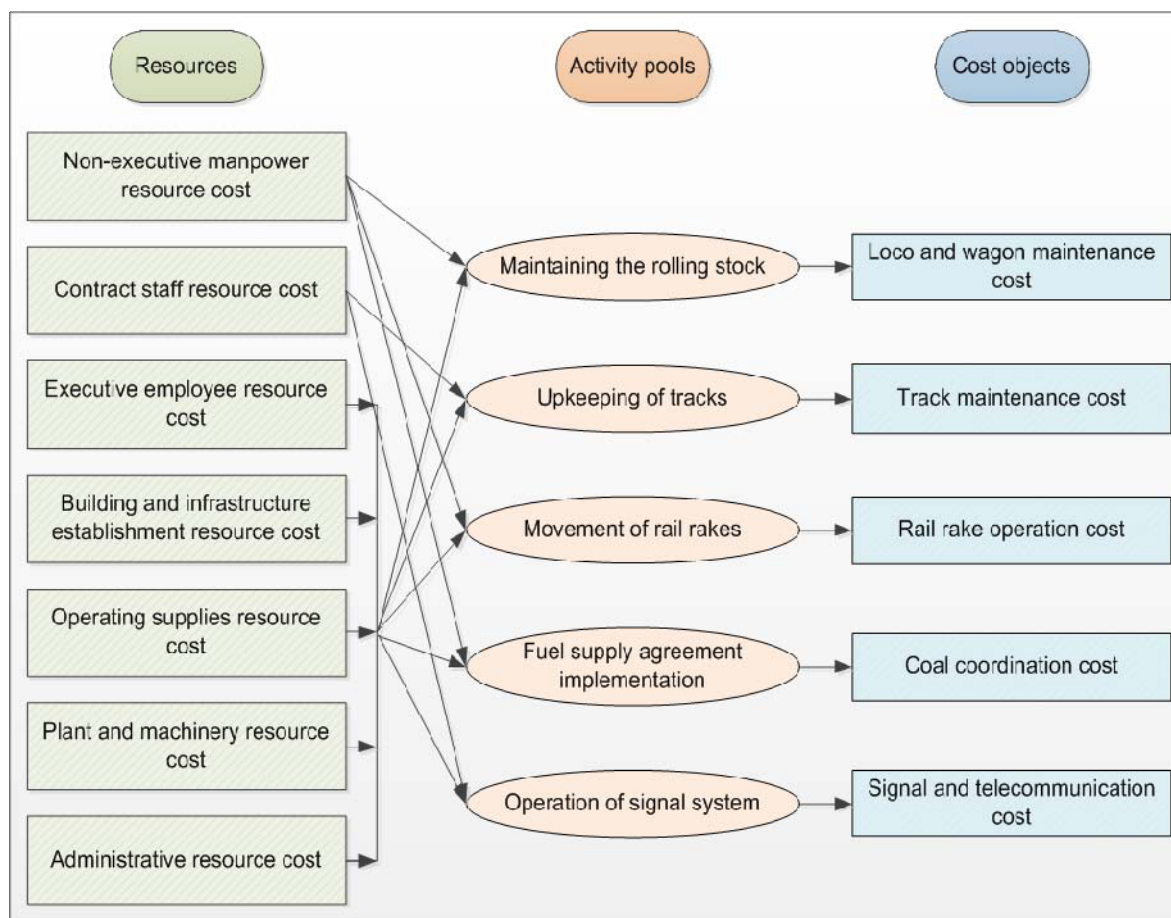 Resources
Activity pools
Cost objects
Non-executive manpower
resource cost
Contract staff resource cost
Executive employee resource
cost
Building and infrastructure
establishment resource cost
Operating supplies resource
cost
Plant and machinery resource
cost
Administrative resource cost
Maintaining the rolling stock
Upkeeping of tracks
Movement of rail rakes
Fuel supply agreement
implementation
Operation of signal system
Loco and wagon maintenance
cost
Track maintenance cost
Rail rake operation cost
Coal coordination cost
Signal and telecommunication
cost